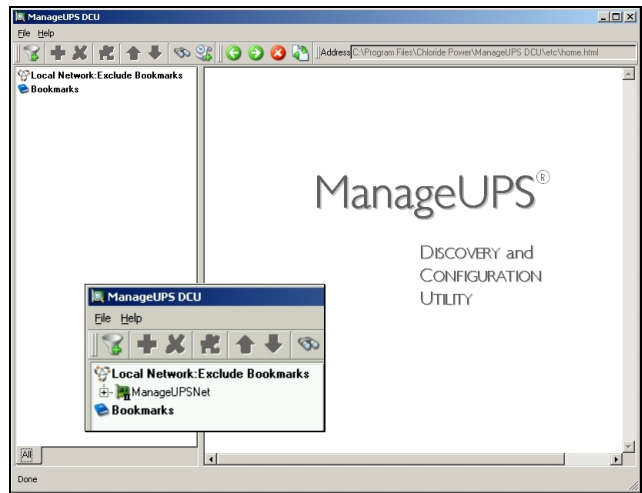 ManageUPS DCU
File Help
Address C:\Program Files\Chloride Power\ManageUPS DCU\etc\home.html
Local Network:Exclude Bookmarks
Bookmarks
ManageUPS®
DISCOVERY and
CONFIGURATION
UTILITY
ManageUPS DCU
File Help
Local Network:Exclude Bookmarks
ManageUPSNet
Bookmarks
All
Done